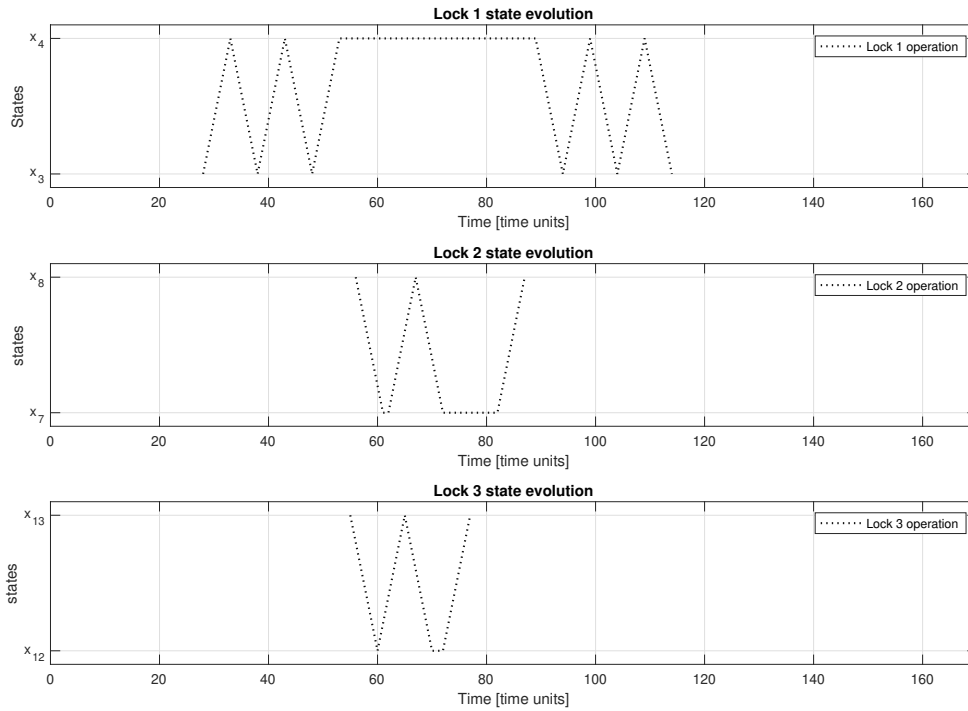 Lock 1 state evolution
x4
Lock 1 operation
States
x3
0 20 40 60 80 100 120 140 160
Time [time units]
Lock 2 state evolution
x8
Lock 2 operation
states
x7
0 20 40 60 80 100 120 140 160
Time [time units]
Lock 3 state evolution
x13
Lock 3 operation
states
x12
0 20 40 60 80 100 120 140 160
Time [time units]